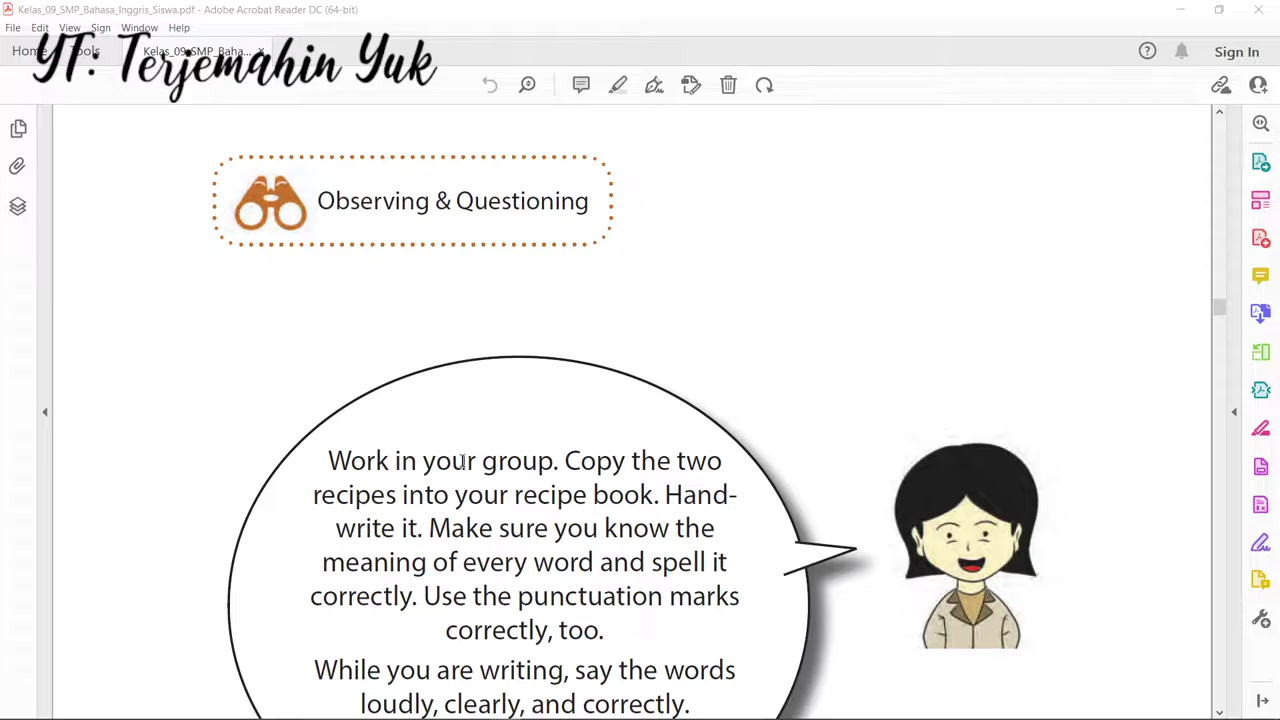 Kelas_09_SMP_Bahasa_Inggris_Siswa.pdf - Adobe Acrobat Reader DC (64-bit)
File Edit View Sign Window Help
Home Tools Kelas_09_SMP_Baha... × Sign In
YT: Terjemahin Yuk
Observing & Questioning
Work in your group. Copy the two
recipes into your recipe book. Hand-
write it. Make sure you know the
meaning of every word and spell it
correctly. Use the punctuation marks
correctly, too.
While you are writing, say the words
loudly, clearly, and correctly.